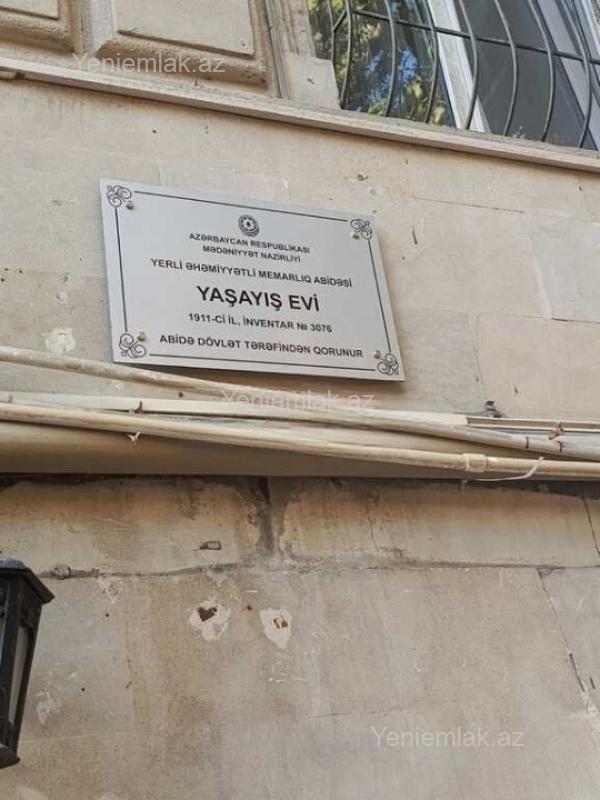 Yeniemlak.az
AZƏRBAYCAN RESPUBLİKASI
MƏDƏNİYYƏT NAZİRLİYİ
YERLİ ƏHƏMİYYƏTLİ MEMARLIQ ABİDƏSİ
YAŞAYIŞ EVİ
1911-Cİ İL, İNVENTAR № 3076
ABİDƏ DÖVLƏT TƏRƏFİNDƏN QORUNUR
Yeniemlak.az
Yeniemlak.az